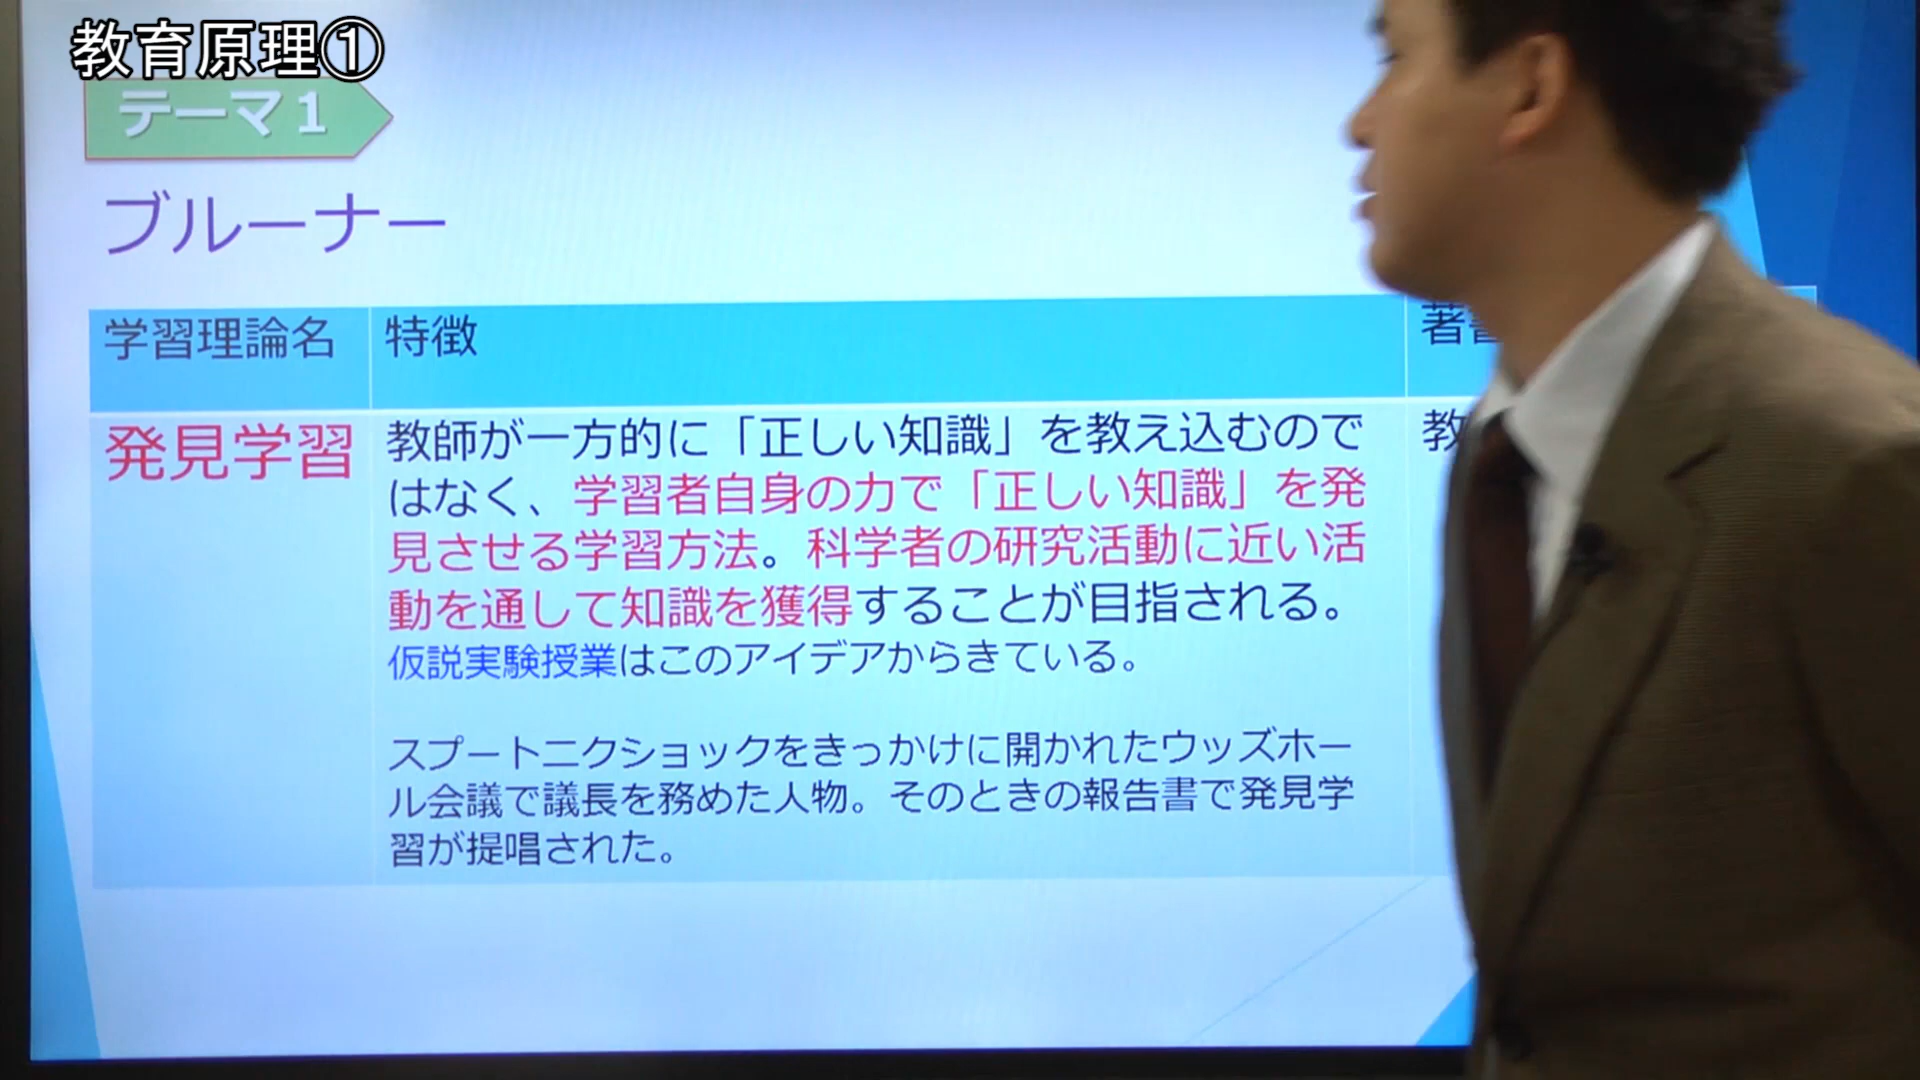 教育原理①
テーマ1
ブルーナー
学習理論名
特徴
著書
発見学習
教師が一方的に「正しい知識」を教え込むので
はなく、学習者自身の力で「正しい知識」を発
見させる学習方法。科学者の研究活動に近い活
動を通して知識を獲得することが目指される。
仮説実験授業はこのアイデアからきている。
スプートニクショックをきっかけに開かれたウッズホー
ル会議で議長を務めた人物。そのときの報告書で発見学
習が提唱された。
教